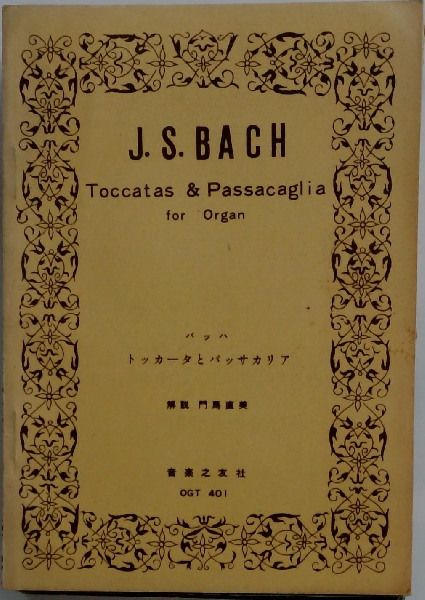 J. S. BACH
Toccatas & Passacaglia
for Organ
バッハ
トッカータとパッサカリア
解説 門馬直美
音楽之友社
OGT 401